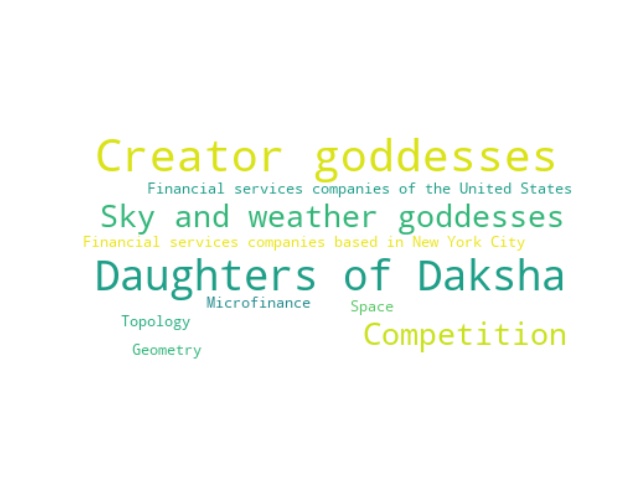 Creator goddesses
Financial services companies of the United States
Sky and weather goddesses
Financial services companies based in New York City
Daughters of Daksha
Microfinance
Space
Topology
Competition
Geometry